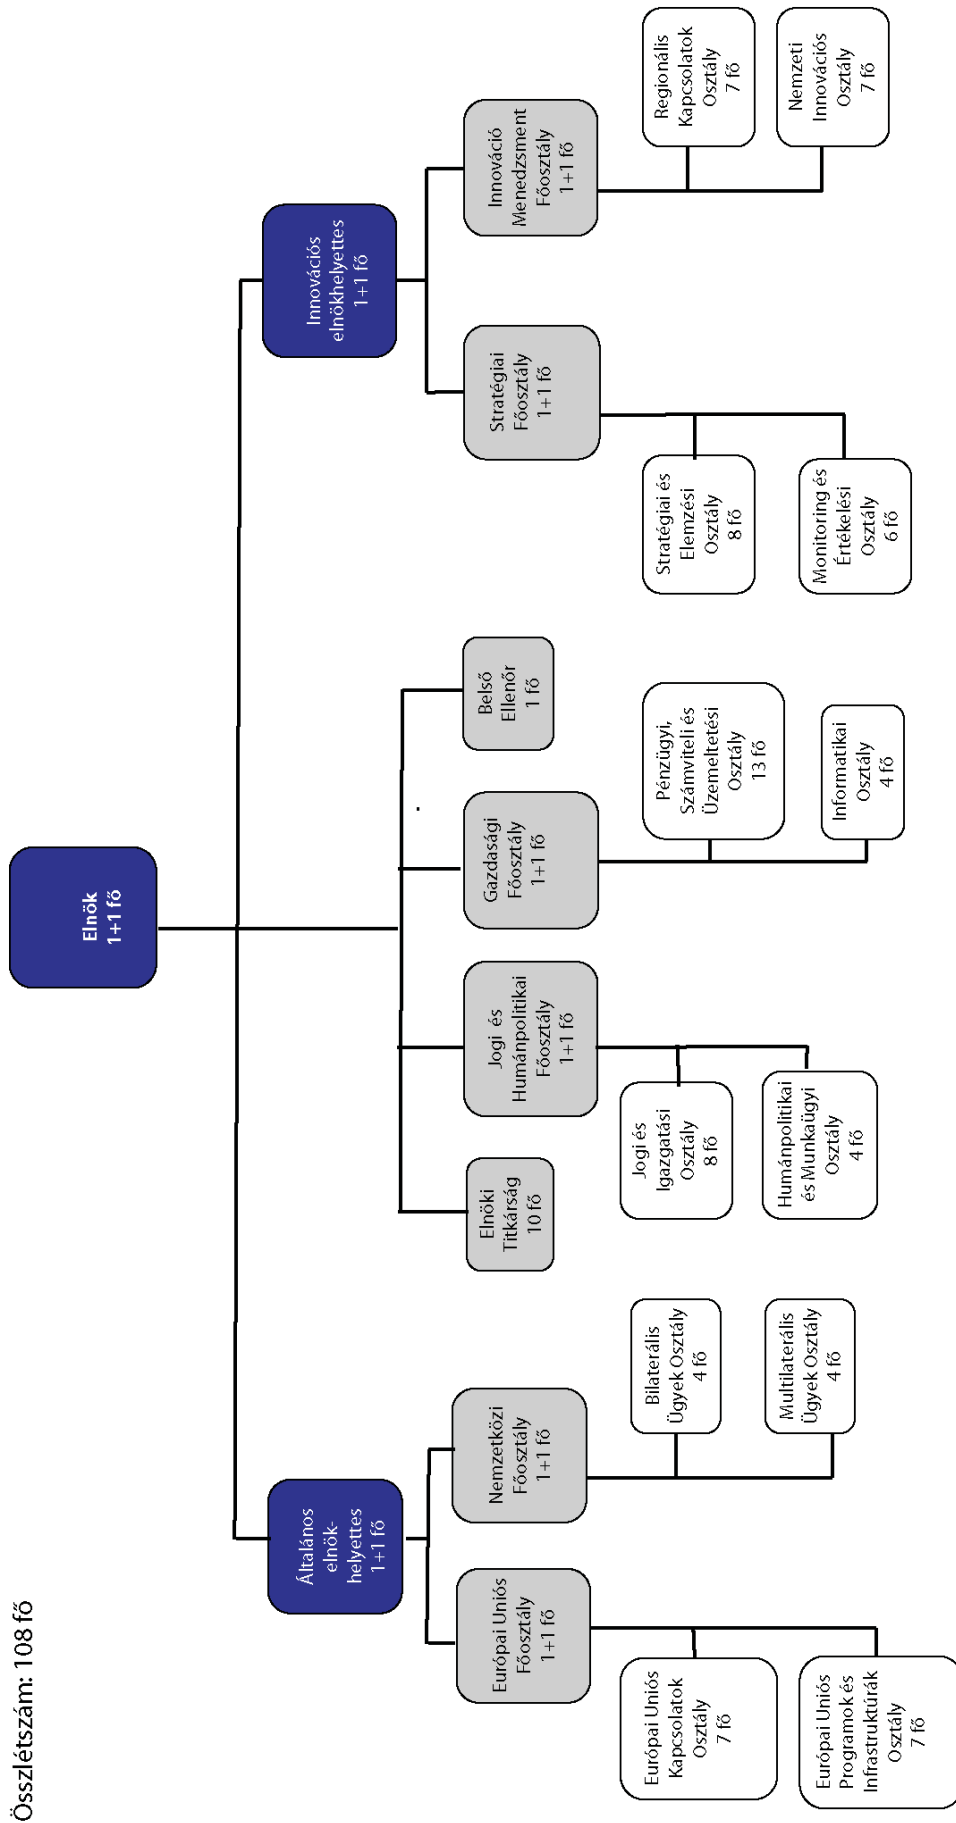 Összlétszám: 108 fő
Elnök
1+1 fő
Általános
elnök-
helyettes
1+1 fő
Innovációs
elnökhelyettes
1+1 fő
Európai Uniós
Főosztály
1+1 fő
Nemzetközi
Főosztály
1+1 fő
Elnöki
Titkárság
10 fő
Jogi és
Humánpolitikai
Főosztály
1+1 fő
Gazdasági
Főosztály
1+1 fő
Belső
Ellenőr
1 fő
Stratégiai
Főosztály
1+1 fő
Innováció
Menedzsment
Főosztály
1+1 fő
Európai Uniós
Kapcsolatok
Osztály
7 fő
Bilaterális
Ügyek Osztály
4 fő
Jogi és
Igazgatási
Osztály
8 fő
Pénzügyi,
Számviteli és
Üzemeltetési
Osztály
13 fő
Stratégiai és
Elemzési
Osztály
8 fő
Regionális
Kapcsolatok
Osztály
7 fő
Európai Uniós
Programok és
Infrastruktúrák
Osztály
7 fő
Multilaterális
Ügyek Osztály
4 fő
Humánpolitikai
és Munkaügyi
Osztály
4 fő
Informatikai
Osztály
4 fő
Monitoring és
Értékelési
Osztály
6 fő
Nemzeti
Innovációs
Osztály
7 fő